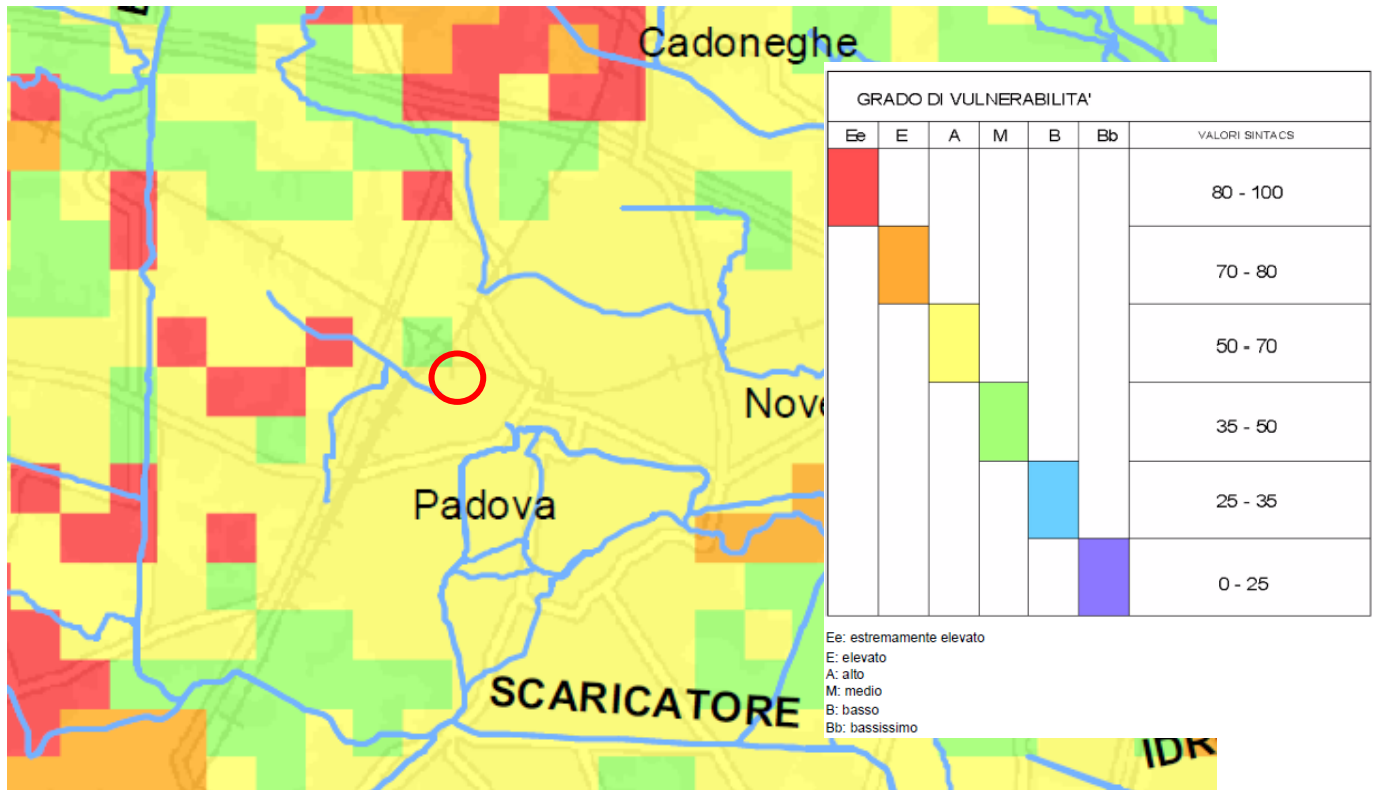 Cadoneghe
Nove
Padova
SCARICATORE
IDR
GRADO DI VULNERABILITA'
Ee E A M B Bb VALORI SINTACS
80 - 100
70 - 80
50 - 70
35 - 50
25 - 35
0 - 25
Ee: estremamente elevato
E: elevato
A: alto
M: medio
B: basso
Bb: bassissimo